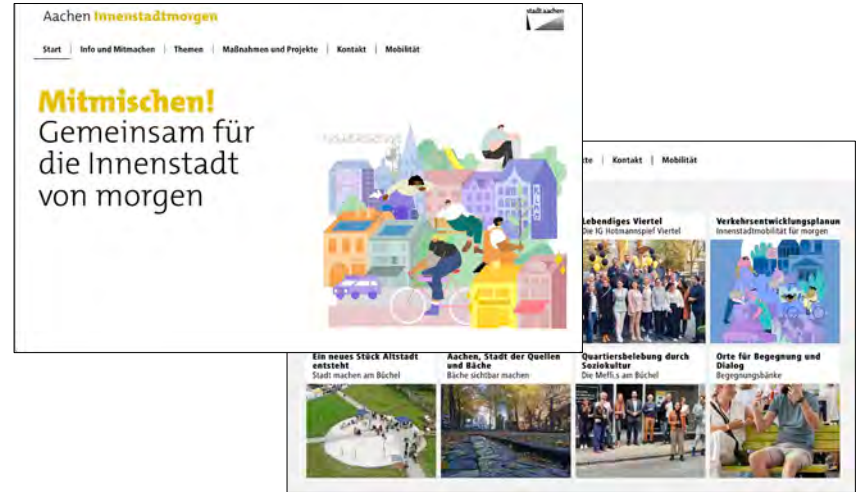 Aachen Innenstadtmorgen
stadt aachen
Start | Info und Mitmachen | Themen | Maßnahmen und Projekte | Kontakt | Mobilität
Mitmischen!
Gemeinsam für
die Innenstadt
von morgen
kte | Kontakt | Mobilität
Lebendiges Viertel
Die IG Hotmannspief Viertel
Verkehrsentwicklungsplanun
Innenstadtmobilität für morgen
Ein neues Stück Altstadt
entsteht
Stadt machen am Büchel
Aachen, Stadt der Quellen
und Bäche
Bäche sichtbar machen
Quartiersbelebung durch
Soziokultur
Die Meffi.s am Büchel
Orte für Begegnung und
Dialog
Begegnungsbänke